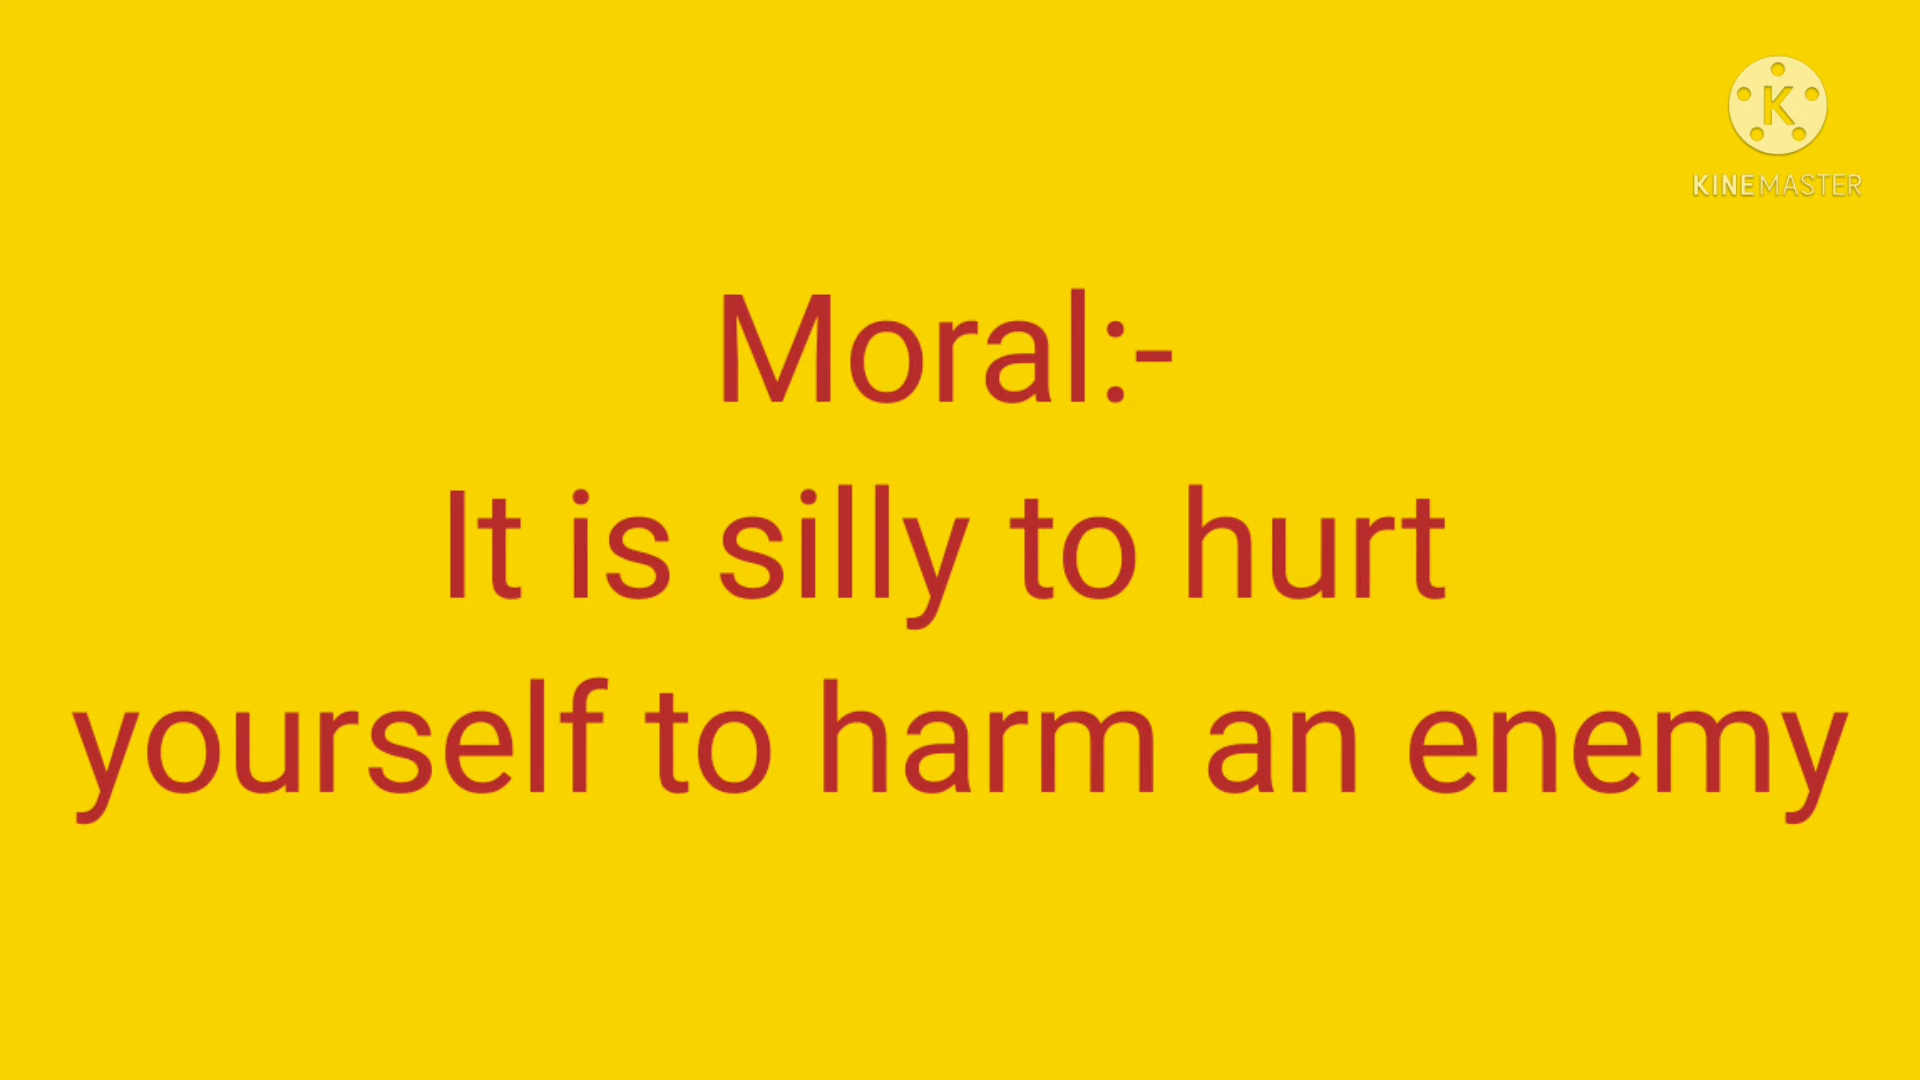 K
KINEMASTER
Moral:-
It is silly to hurt
yourself to harm an enemy